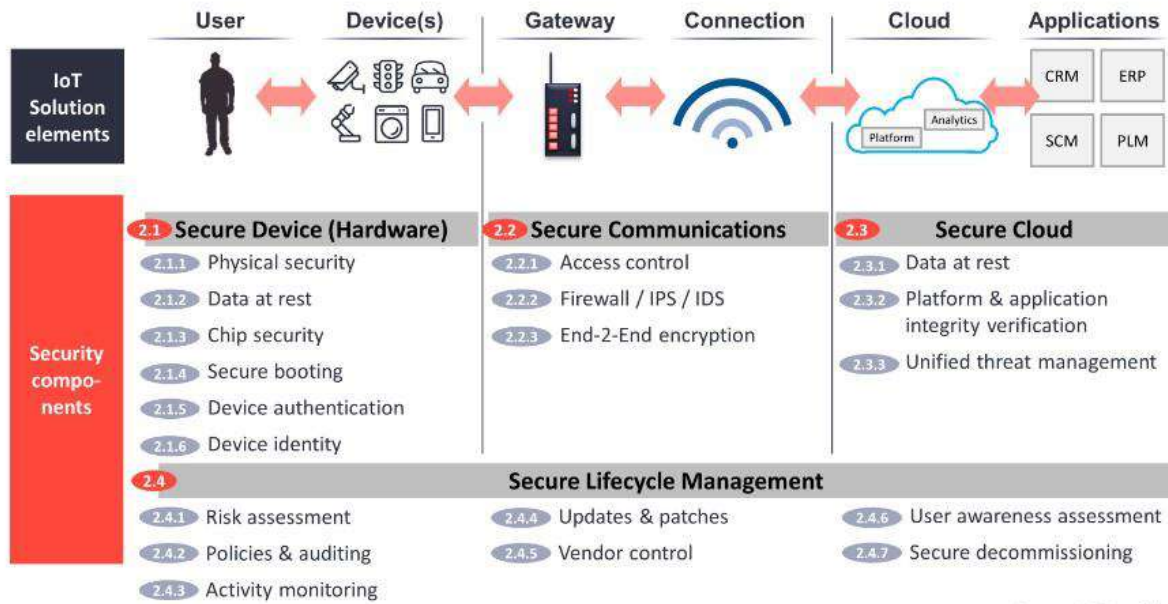 User
Device(s)
Gateway
Connection
Cloud
Applications
IoT
Solution
elements
CRM
ERP
Analytics
Platform
SCM
PLM
Security
compo-
nents
2.1 Secure Device (Hardware)
2.1.1 Physical security
2.1.2 Data at rest
2.1.3 Chip security
2.1.4 Secure booting
2.1.5 Device authentication
2.1.6 Device identity
2.2 Secure Communications
2.2.1 Access control
2.2.2 Firewall / IPS / IDS
2.2.3 End-2-End encryption
2.3 Secure Cloud
2.3.1 Data at rest
2.3.2 Platform & application
integrity verification
2.3.3 Unified threat management
2.4 Secure Lifecycle Management
2.4.1 Risk assessment
2.4.2 Policies & auditing
2.4.3 Activity monitoring
2.4.4 Updates & patches
2.4.5 Vendor control
2.4.6 User awareness assessment
2.4.7 Secure decommissioning